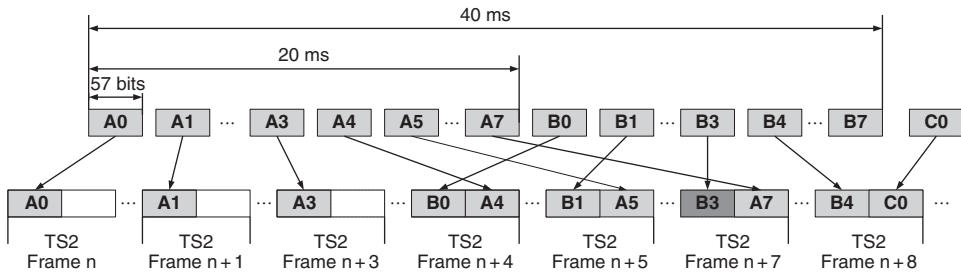 40 ms
20 ms
57 bits
A0 A1 ... A3 A4 A5 ... A7 B0 B1 ... B3 B4 ... B7 C0
A0 ... A1 ... A3 ... B0 A4 ... B1 A5 ... B3 A7 ... B4 C0 ...
TS2 TS2 TS2 TS2 TS2 TS2 TS2
Frame n Frame n+1 Frame n+3 Frame n+4 Frame n+5 Frame n+7 Frame n+8